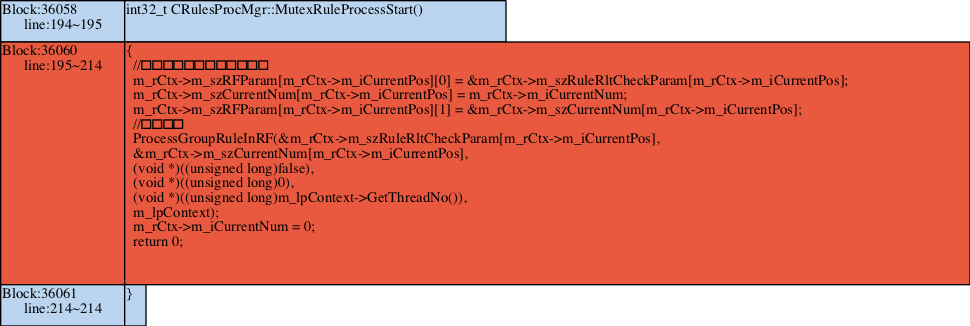 Block:36058
int32_t CRulesProcMgr::MutexRuleProcessStart()
line:194~195
Block:36060
line:195~214
{
//
m_rCtx->m_szRFParam[m_rCtx->m_iCurrentPos][0] = &m_rCtx->m_szRuleRltCheckParam[m_rCtx->m_iCurrentPos];
m_rCtx->m_szCurrentNum[m_rCtx->m_iCurrentPos] = m_rCtx->m_iCurrentNum;
m_rCtx->m_szRFParam[m_rCtx->m_iCurrentPos][1] = &m_rCtx->m_szCurrentNum[m_rCtx->m_iCurrentPos];
//
ProcessGroupRuleInRF(&m_rCtx->m_szRuleRltCheckParam[m_rCtx->m_iCurrentPos],
&m_rCtx->m_szCurrentNum[m_rCtx->m_iCurrentPos],
(void *)((unsigned long)false),
(void *)((unsigned long)0),
(void *)((unsigned long)m_lpContext->GetThreadNo()),
m_lpContext);
m_rCtx->m_iCurrentNum = 0;
return 0;
Block:36061
line:214~214
}